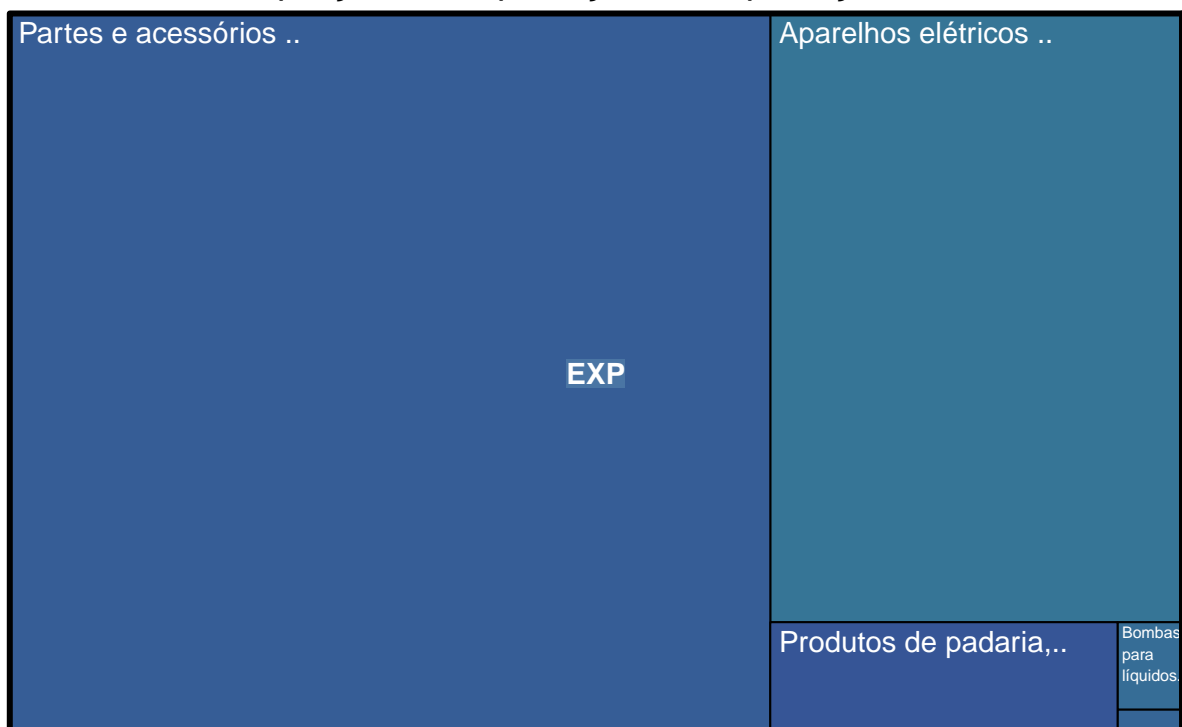 Partes e acessórios ..
Aparelhos elétricos ..
EXP
Produtos de padaria,..
Bombas
para
líquidos.